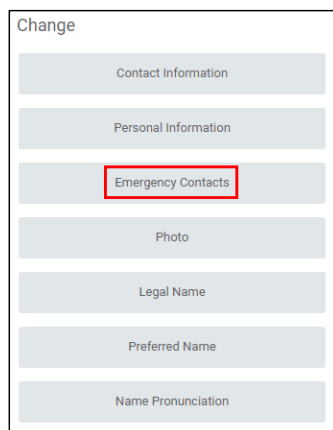 Change
Contact Information
Personal Information
Emergency Contacts
Photo
Legal Name
Preferred Name
Name Pronunciation